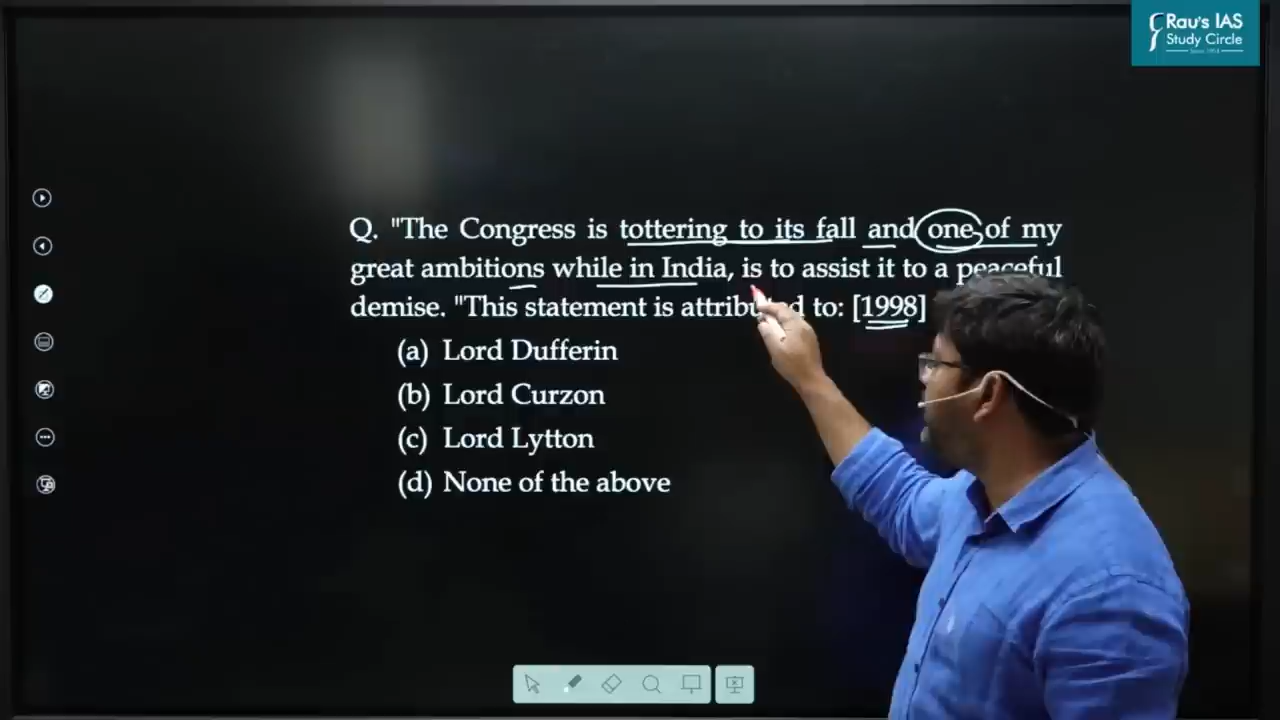 Rau's IAS
Study Circle
Q. "The Congress is tottering to its fall and one of my
great ambitions while in India, is to assist it to a peaceful
demise. "This statement is attributed to: [1998]
(a) Lord Dufferin
(b) Lord Curzon
(c) Lord Lytton
(d) None of the above